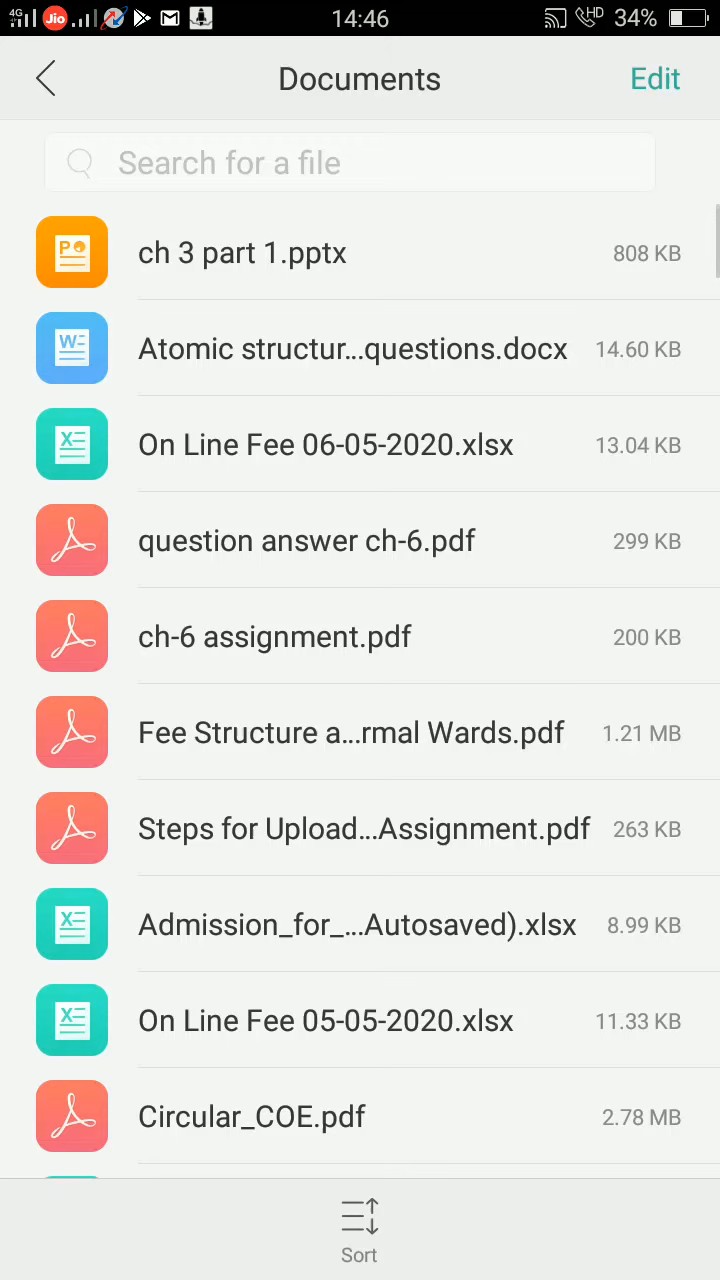 4G Jio 14:46 HD 34%
Documents Edit
Search for a file
ch 3 part 1.pptx 808 KB
Atomic structur...questions.docx 14.60 KB
On Line Fee 06-05-2020.xlsx 13.04 KB
question answer ch-6.pdf 299 KB
ch-6 assignment.pdf 200 KB
Fee Structure a...rmal Wards.pdf 1.21 MB
Steps for Upload...Assignment.pdf 263 KB
Admission_for_...Autosaved).xlsx 8.99 KB
On Line Fee 05-05-2020.xlsx 11.33 KB
Circular_COE.pdf 2.78 MB
Sort